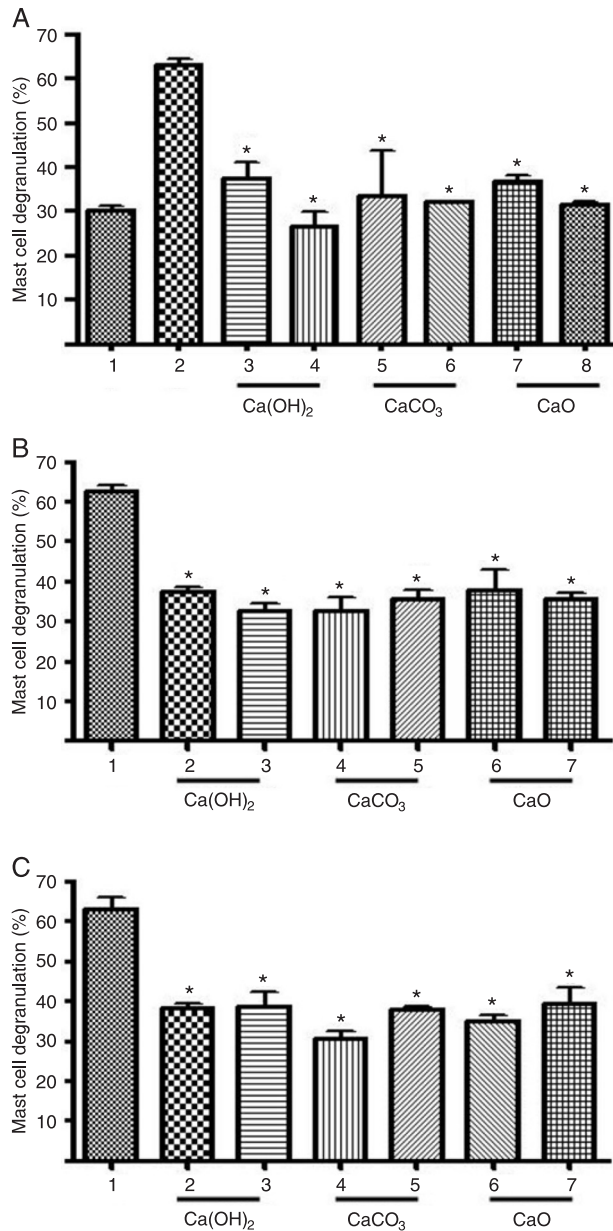 A
Mast cell degranulation (%)
70
60
50
40
30
20
10
* * * * * *
1 2 3 4 5 6 7 8
Ca(OH)2 CaCO3 CaO
B
Mast cell degranulation (%)
70
60
50
40
30
20
10
* * * * * *
1 2 3 4 5 6 7
Ca(OH)2 CaCO3 CaO
C
Mast cell degranulation (%)
70
60
50
40
30
20
10
* * * * * *
1 2 3 4 5 6 7
Ca(OH)2 CaCO3 CaO